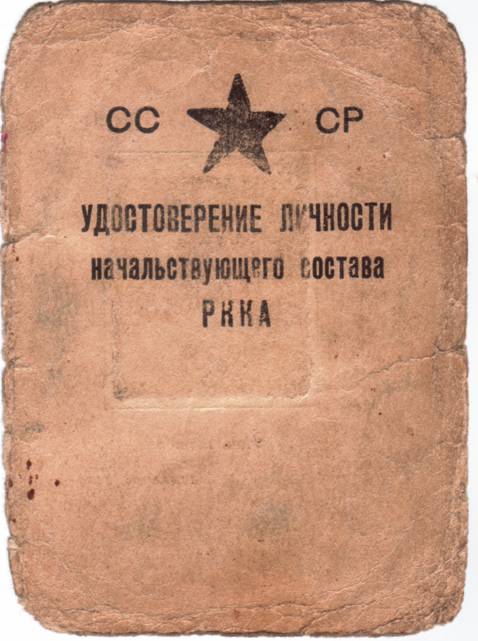 СС СР
УДОСТОВЕРЕНИЕ ЛИЧНОСТИ
начальствующего состава
РККА